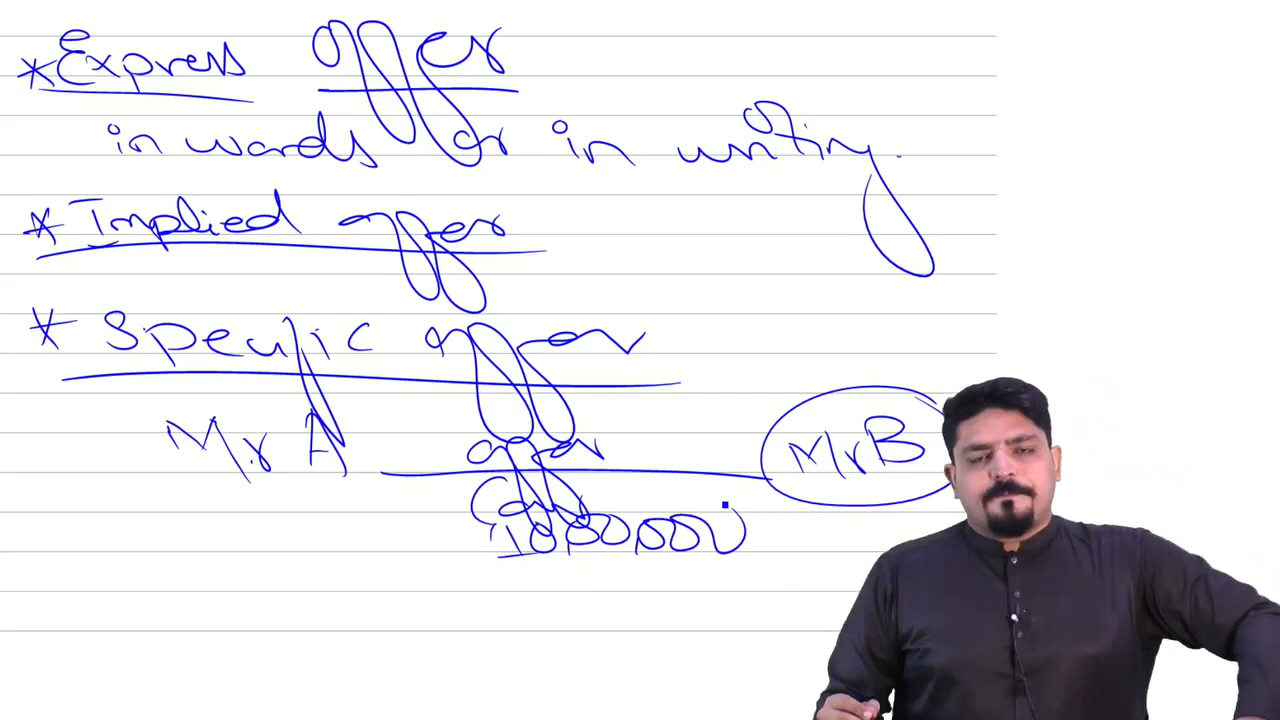 *Express offer
in words or in writing.
* Implied offer
* Specific offer
Mr A offer Mr B